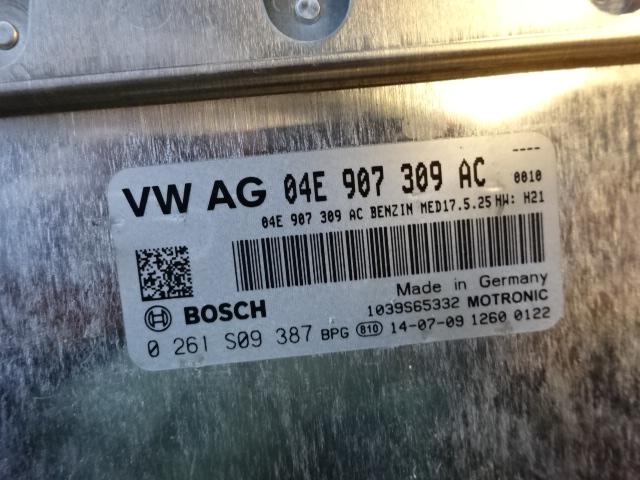 ----
VW AG 04E 907 309 AC 0010
04E 907 309 AC BENZIN MED17.5.25 HW: H21
Made in Germany
BOSCH 1039S65332 MOTRONIC
0 261 S09 387 BPG 810 14-07-09 1260 0122